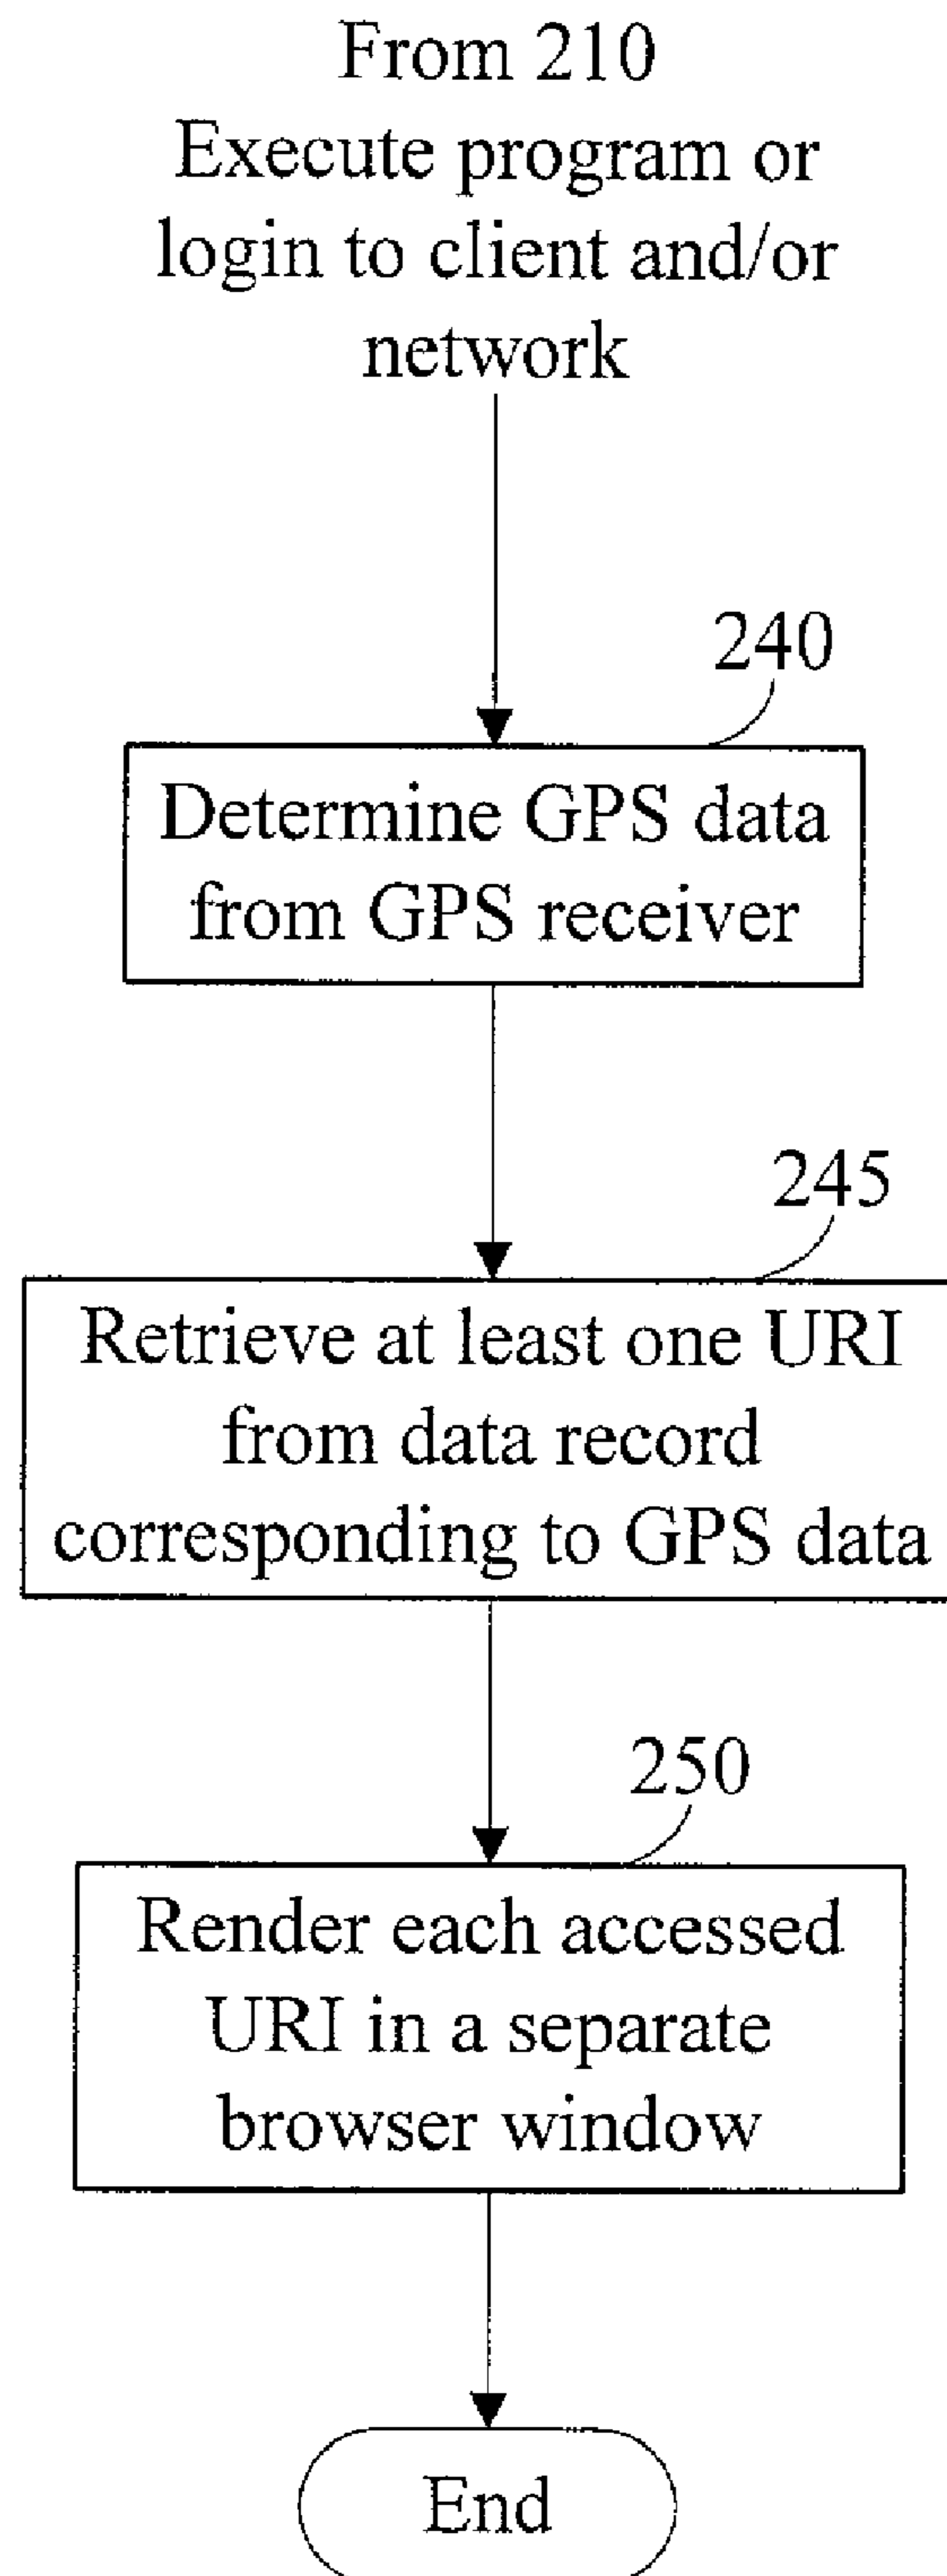 From 210
Execute program or
login to client and/or
network
240
Determine GPS data
from GPS receiver
245
Retrieve at least one URI
from data record
corresponding to GPS data
250
Render each accessed
URI in a separate
browser window
End